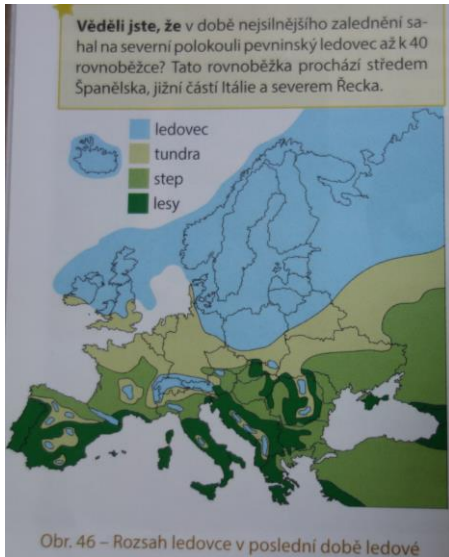 Věděli jste, že v době nejsilnějšího zalednění sa-
hal na severní polokouli pevninský ledovec až k 40
rovnoběžce? Tato rovnoběžka prochází středem
Španělska, jižní částí Itálie a severem Řecka.
ledovec
tundra
step
lesy
Obr. 46 – Rozsah ledovce v poslední době ledové